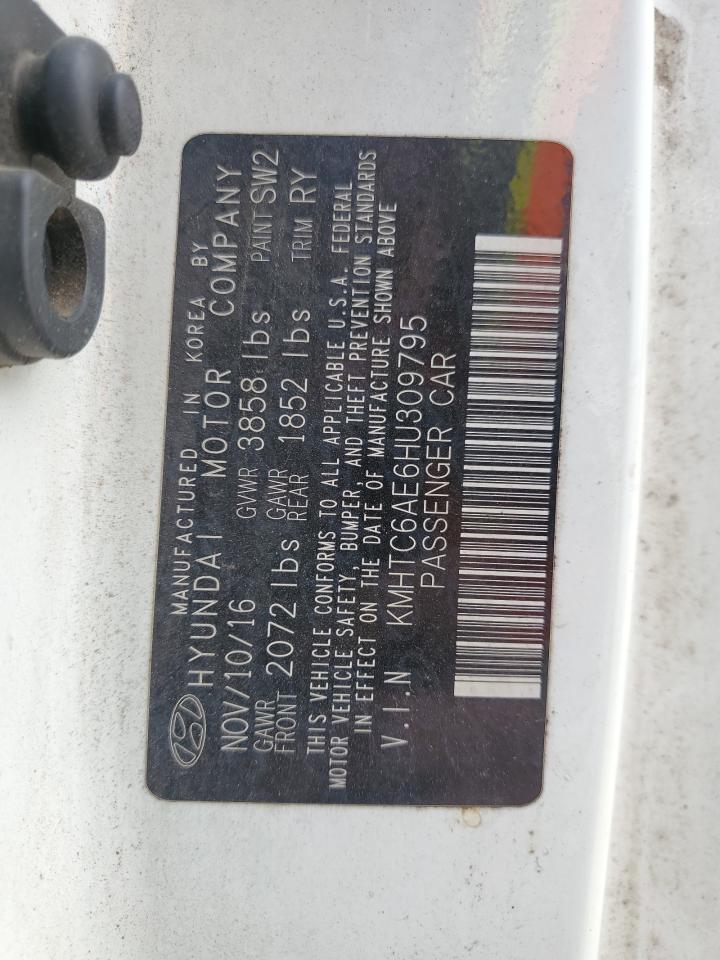 MANUFACTURED IN KOREA BY
HYUNDAI MOTOR COMPANY
NOV/10/16 GVWR 3858 lbs PAINT SW2
GAWR FRONT 2072 lbs GAWR REAR 1852 lbs TRIM RY
THIS VEHICLE CONFORMS TO ALL APPLICABLE U.S.A. FEDERAL
MOTOR VEHICLE SAFETY, BUMPER, AND THEFT PREVENTION STANDARDS
IN EFFECT ON THE DATE OF MANUFACTURE SHOWN ABOVE
V.I.N KMHTC6AE6HU309795
PASSENGER CAR